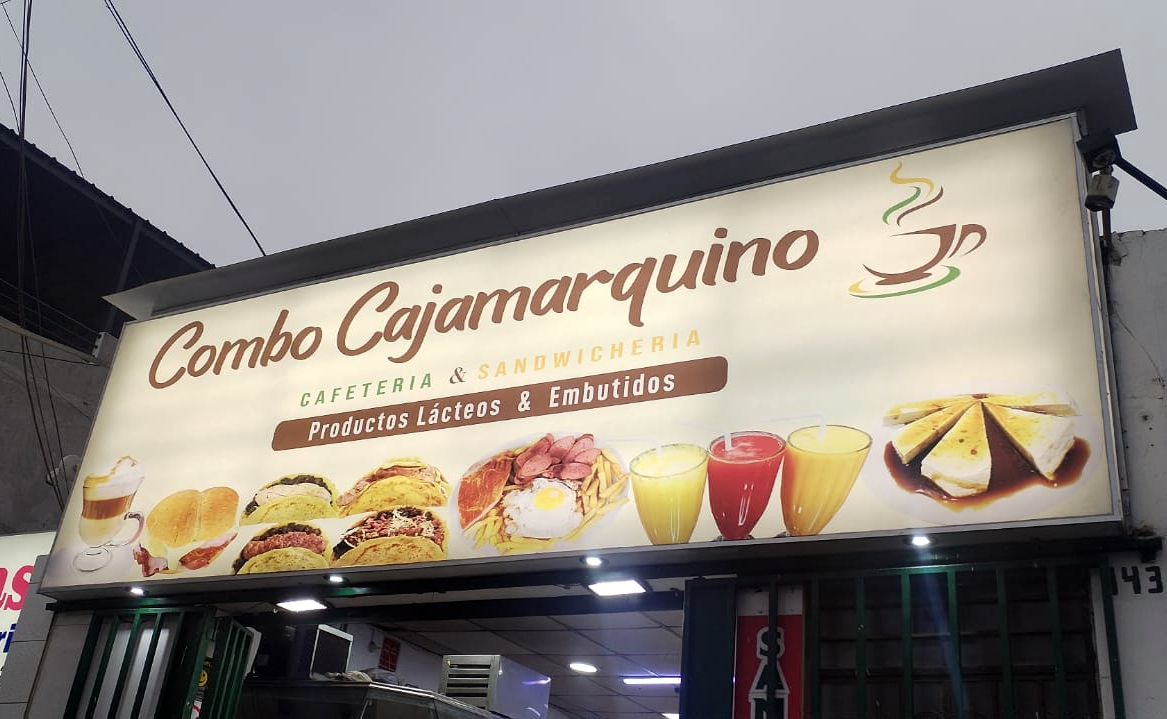 Combo Cajamarquino
CAFETERIA & SANDWICHERIA
Productos Lácteos & Embutidos
143